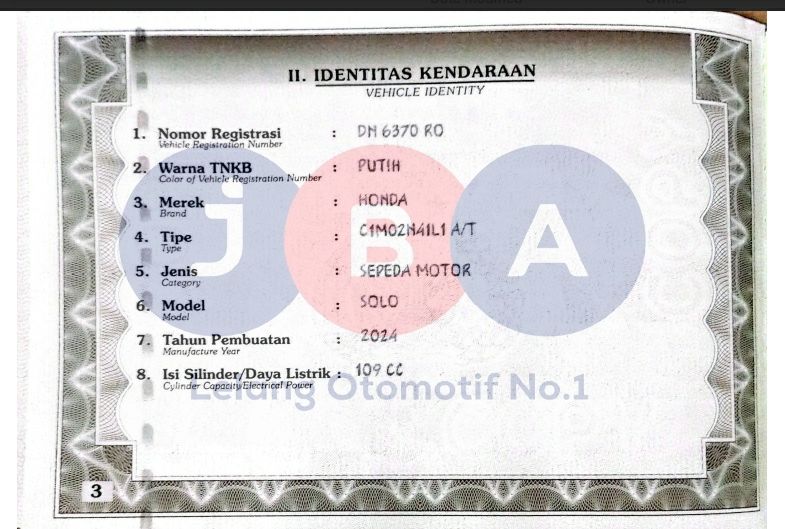 II. IDENTITAS KENDARAAN
VEHICLE IDENTITY
1. Nomor Registrasi : DN 6370 RO
Vehicle Registration Number
2. Warna TNKB : PUTIH
Color of Vehicle Registration Number
3. Merek : HONDA
Brand
4. Tipe : C1M02N41L1 A/T
Type
5. Jenis : SEPEDA MOTOR
Category
6. Model : SOLO
Model
7. Tahun Pembuatan : 2024
Manufacture Year
8. Isi Silinder/Daya Listrik : 109 CC
Cylinder Capacity/Electrical Power
JBA
Lelang Otomotif No.1
3